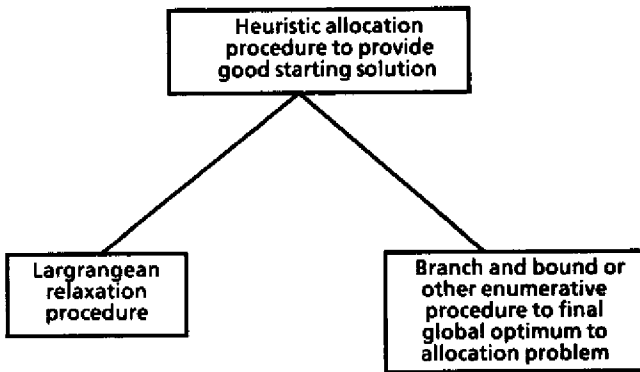 Heuristic allocation
procedure to provide
good starting solution
Largrangean
relaxation
procedure
Branch and bound or
other enumerative
procedure to final
global optimum to
allocation problem